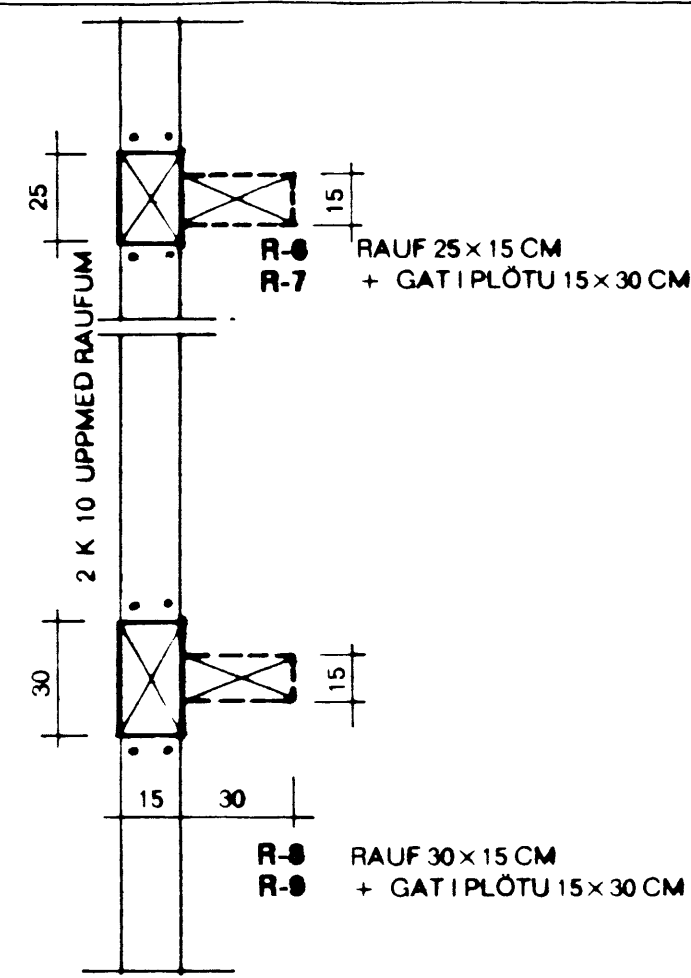 25
15
R-6 RAUF 25×15 CM
R-7 + GAT I PLÖTU 15×30 CM
2 K 10 UPPMED RAUFUM
30
15
15 30
R-8 RAUF 30×15 CM
R-9 + GAT I PLÖTU 15×30 CM